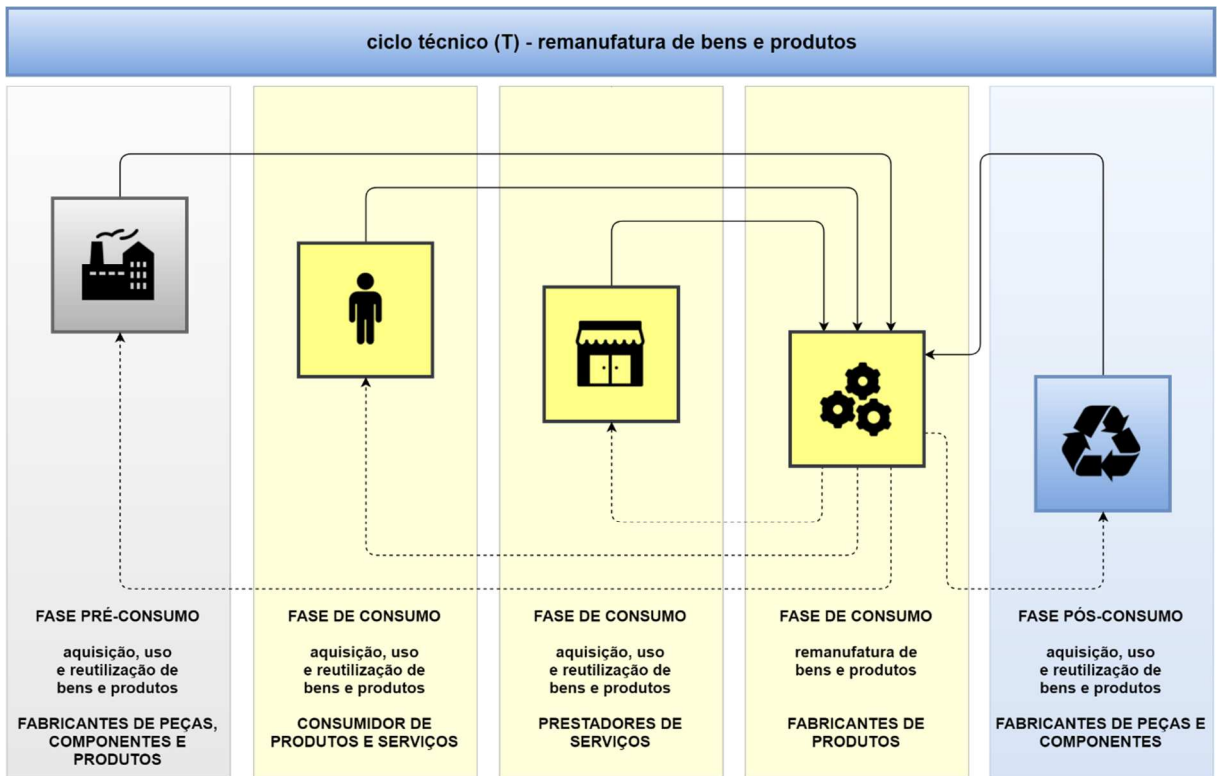 ciclo técnico (T) - remanufatura de bens e produtos
FASE PRÉ-CONSUMO
aquisição, uso
e reutilização de
bens e produtos
FABRICANTES DE PEÇAS,
COMPONENTES E
PRODUTOS
FASE DE CONSUMO
aquisição, uso
e reutilização de
bens e produtos
CONSUMIDOR DE
PRODUTOS E SERVIÇOS
FASE DE CONSUMO
aquisição, uso
e reutilização de
bens e produtos
PRESTADORES DE
SERVIÇOS
FASE DE CONSUMO
remanufatura de
bens e produtos
FABRICANTES DE
PRODUTOS
FASE PÓS-CONSUMO
aquisição, uso
e reutilização de
bens e produtos
FABRICANTES DE PEÇAS E
COMPONENTES